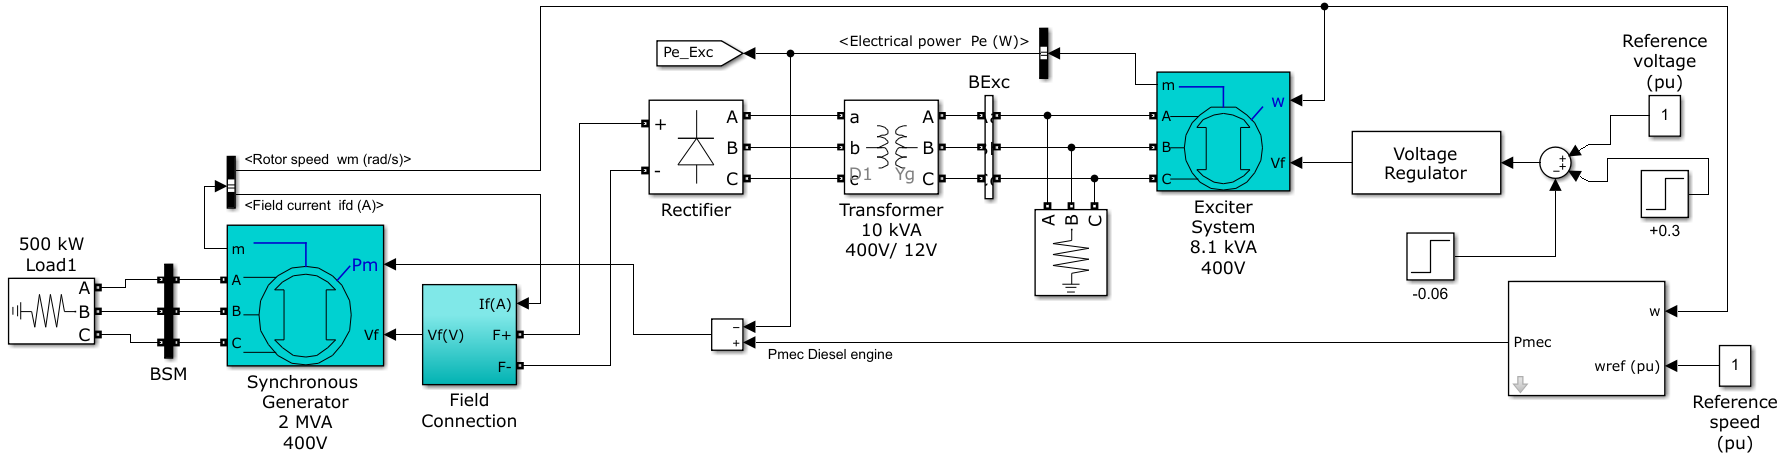 <Electrical power Pe (W)>
Pe_Exc
Reference
voltage
(pu)
1
BExc
m
w
A
B
C
Vf
Exciter
System
8.1 kVA
400V
+
-
A
B
C
Rectifier
a
b
c
A
B
C
D1
Yg
Transformer
10 kVA
400V/ 12V
A
B
C
Voltage
Regulator
+
+
-
+0.3
-0.06
<Rotor speed wm (rad/s)>
<Field current ifd (A)>
500 kW
Load1
A
B
C
BSM
m
Pm
A
B
C
Vf
Synchronous
Generator
2 MVA
400V
If(A)
Vf(V)
F+
F-
Field
Connection
-
+
Pmec Diesel engine
w
Pmec
wref (pu)
1
Reference
speed
(pu)